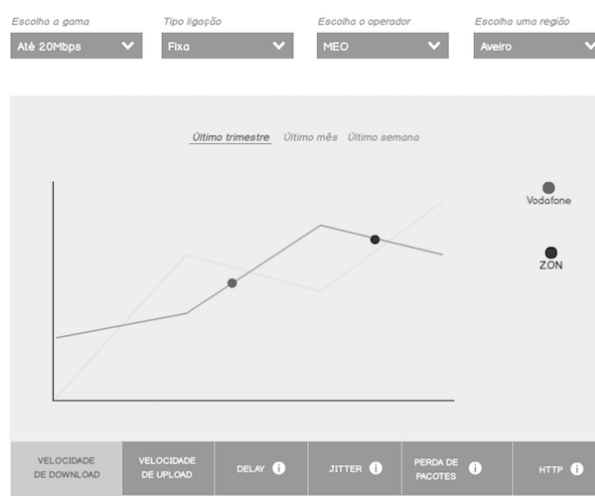 Escolha a gama
Tipo ligação
Escolha o operador
Escolha uma região
Até 20Mbps
Fixa
MEO
Aveiro
Último trimestre
Último mês
Último semana
Vodafone
ZON
VELOCIDADE
DE DOWNLOAD
VELOCIDADE
DE UPLOAD
DELAY i
JITTER i
PERDA DE
PACOTES i
HTTP i